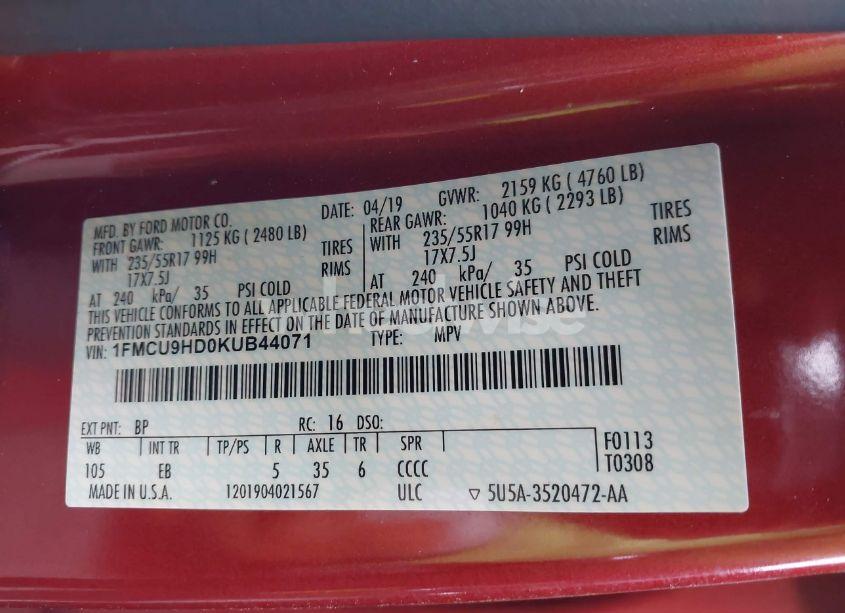 MFD. BY FORD MOTOR CO.
DATE: 04/19 GVWR: 2159 KG ( 4760 LB)
FRONT GAWR: 1125 KG ( 2480 LB) REAR GAWR: 1040 KG ( 2293 LB)
WITH 235/55R17 99H TIRES WITH 235/55R17 99H TIRES
17X7.5J RIMS 17X7.5J RIMS
AT 240 kPa/ 35 PSI COLD AT 240 kPa/ 35 PSI COLD
THIS VEHICLE CONFORMS TO ALL APPLICABLE FEDERAL MOTOR VEHICLE SAFETY AND THEFT
PREVENTION STANDARDS IN EFFECT ON THE DATE OF MANUFACTURE SHOWN ABOVE.
VIN: 1FMCU9HD0KUB44071 TYPE: MPV
EXT PNT: BP RC: 16 DSO:
WB INT TR TP/PS R AXLE TR SPR F0113
105 EB 5 35 6 CCCC T0308
MADE IN U.S.A. 1201904021567 ULC ▽ 5U5A-3520472-AA